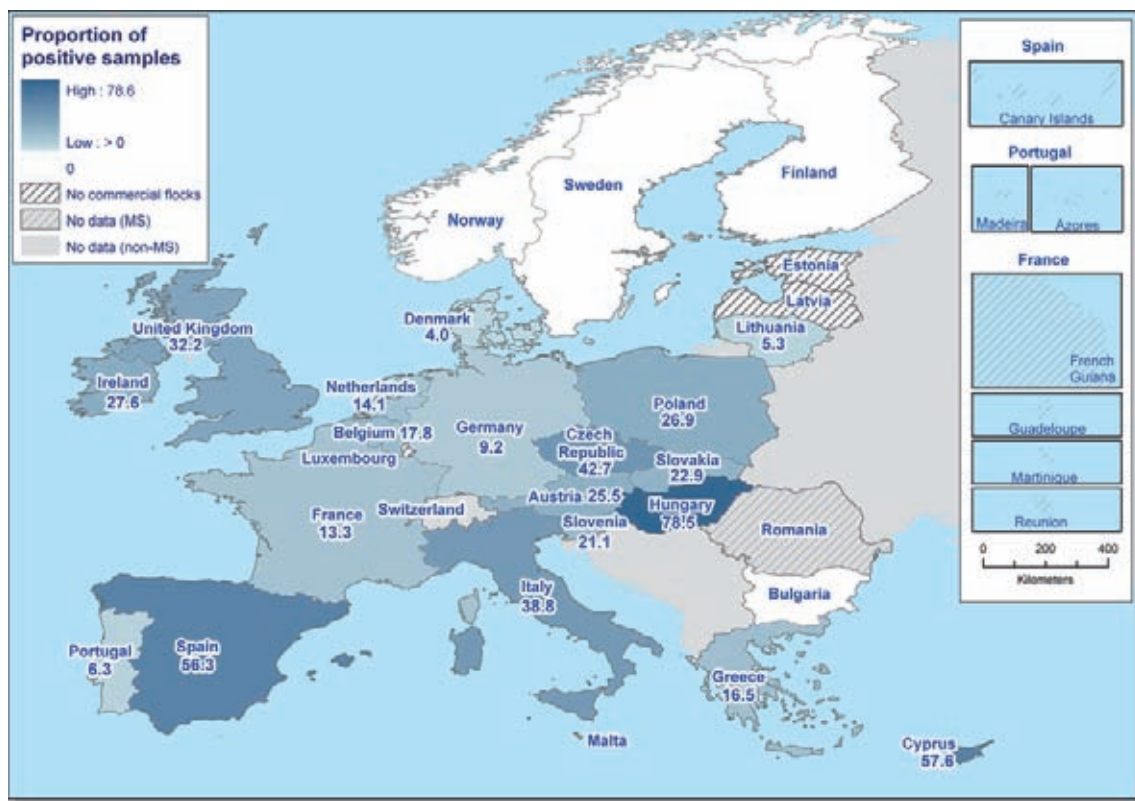 Proportion of
positive samples
High : 78.6
Low : > 0
0
No commercial flocks
No data (MS)
No data (non-MS)
Norway
Sweden
Finland
Estonia
Latvia
Lithuania
5.3
Denmark
4.0
United Kingdom
32.2
Ireland
27.6
Netherlands
14.1
Belgium 17.8
Luxembourg
Germany
9.2
Poland
26.9
Czech
Republic
42.7
Slovakia
22.9
Austria 25.5
Hungary
78.5
Slovenia
21.1
Switzerland
France
13.3
Romania
Bulgaria
Italy
38.8
Portugal
6.3
Spain
56.3
Greece
16.5
Malta
Cyprus
57.6
Spain
Canary Islands
Portugal
Madeira
Azores
France
French
Guiana
Guadeloupe
Martinique
Reunion
0 200 400
Kilometers